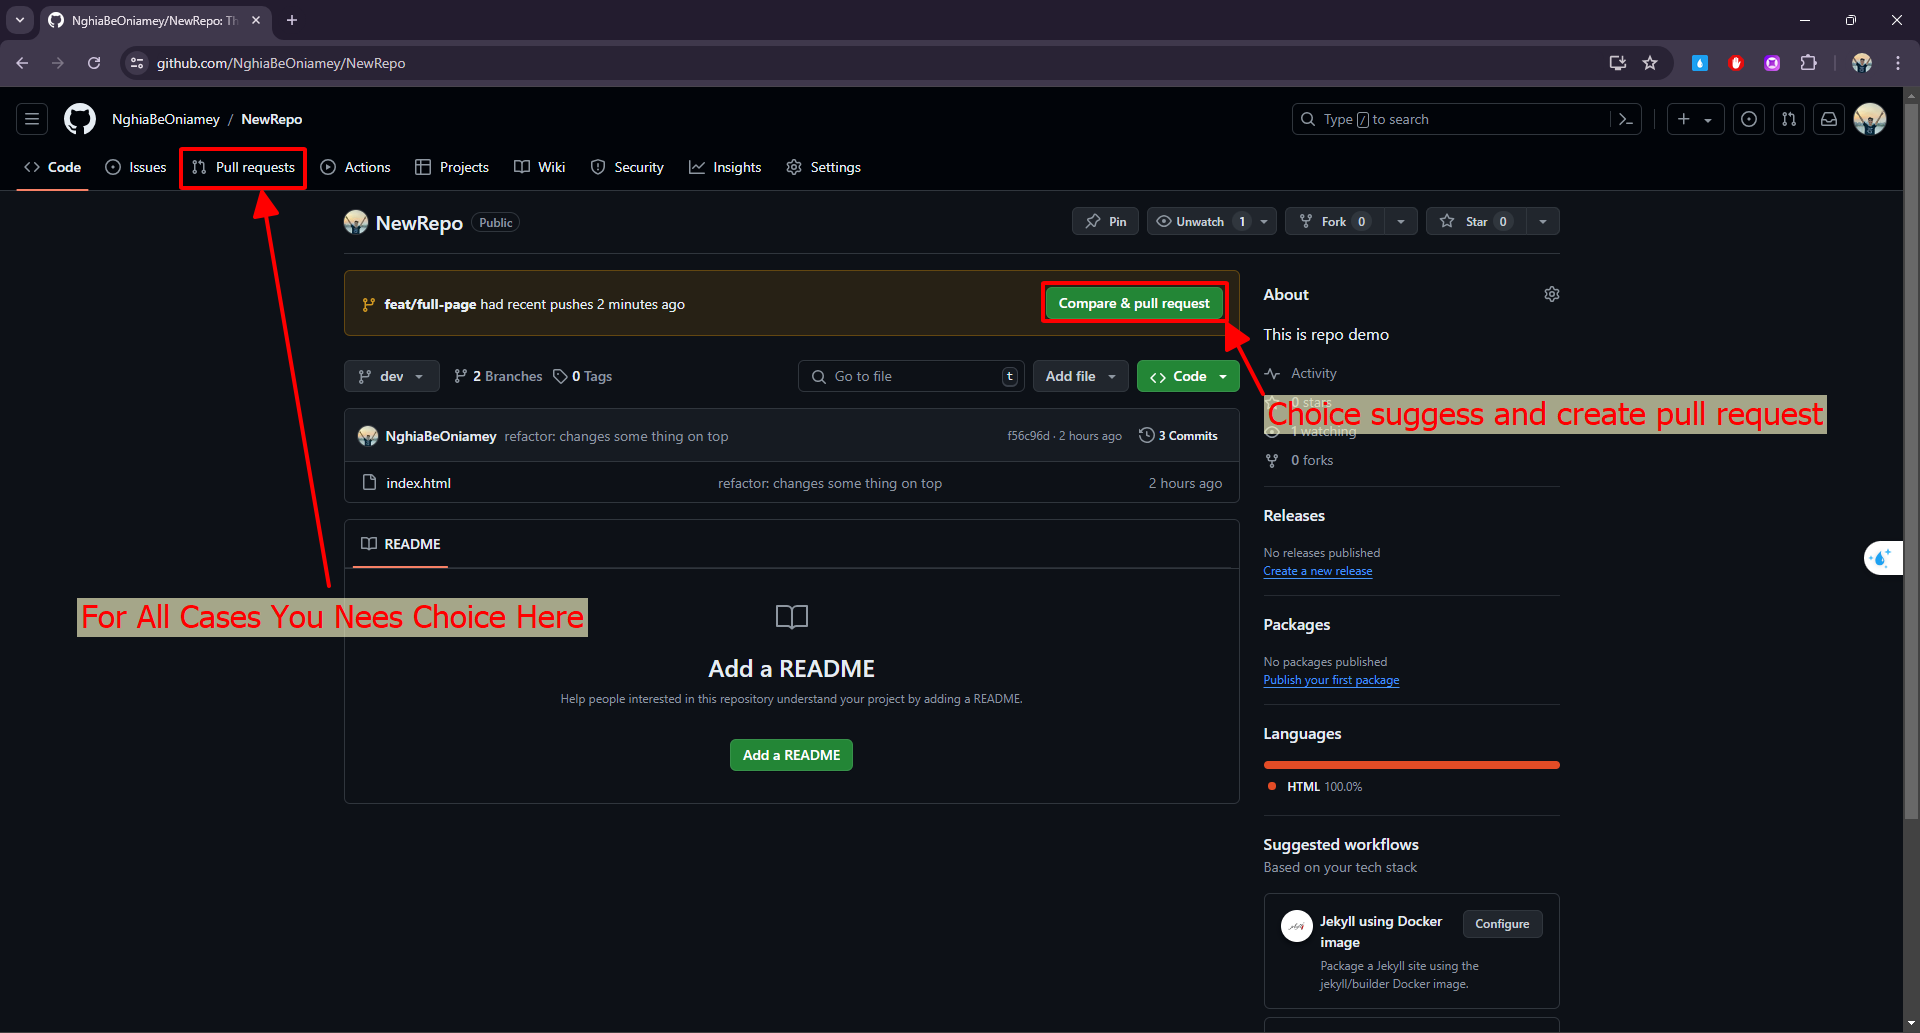 NghiaBeOniamey/NewRepo: Th
github.com/NghiaBeOniamey/NewRepo
NghiaBeOniamey / NewRepo
Type / to search
Code
Issues
Pull requests
Actions
Projects
Wiki
Security
Insights
Settings
NewRepo Public
Pin
Unwatch 1
Fork 0
Star 0
feat/full-page had recent pushes 2 minutes ago
Compare & pull request
dev
2 Branches
0 Tags
Go to file t
Add file
Code
NghiaBeOniamey refactor: changes some thing on top
f56c96d · 2 hours ago
3 Commits
index.html
refactor: changes some thing on top
2 hours ago
README
For All Cases You Nees Choice Here
Add a README
Help people interested in this repository understand your project by adding a README.
Add a README
About
This is repo demo
Activity
0 stars
Choice suggess and create pull request
1 watching
0 forks
Releases
No releases published
Create a new release
Packages
No packages published
Publish your first package
Languages
HTML 100.0%
Suggested workflows
Based on your tech stack
Jekyll using Docker
image
Configure
Package a Jekyll site using the
jekyll/builder Docker image.